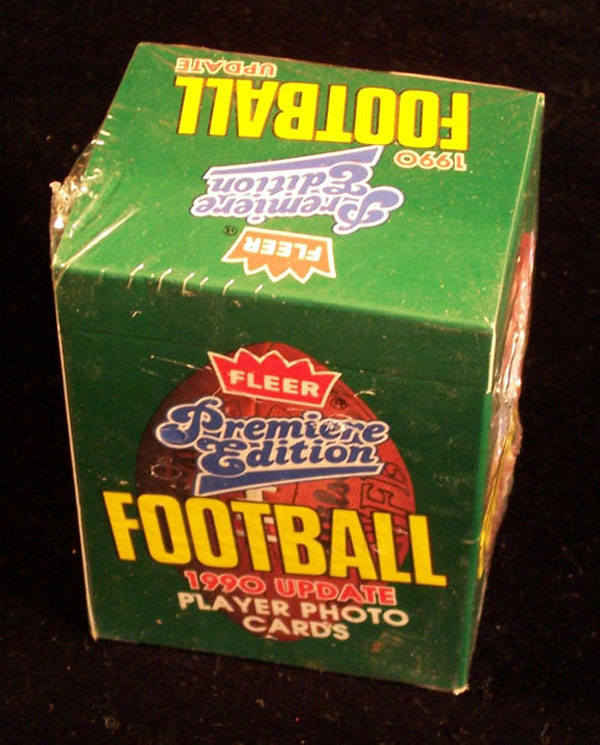 UPDATE
FOOTBALL
1990
Premiere
Edition
FLEER
®
FLEER
Premiere
Edition
FOOTBALL
1990 UPDATE
PLAYER PHOTO
CARDS